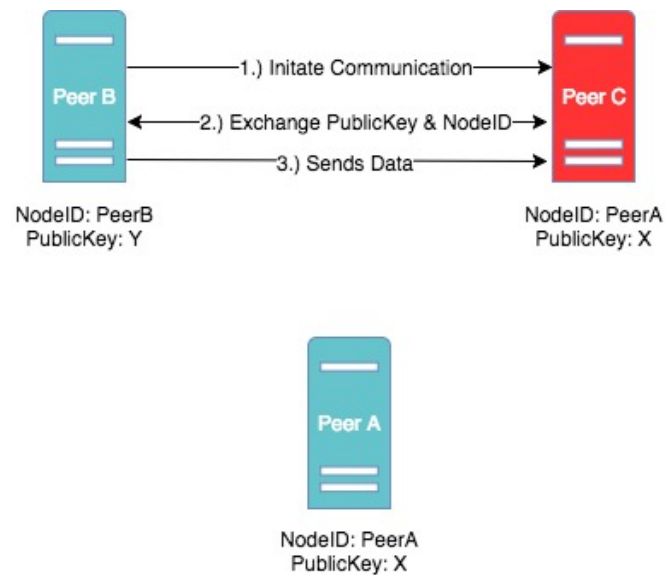 Peer B
1.) Initate Communication
Peer C
2.) Exchange PublicKey & NodeID
3.) Sends Data
NodeID: PeerB
PublicKey: Y
NodeID: PeerA
PublicKey: X
Peer A
NodeID: PeerA
PublicKey: X